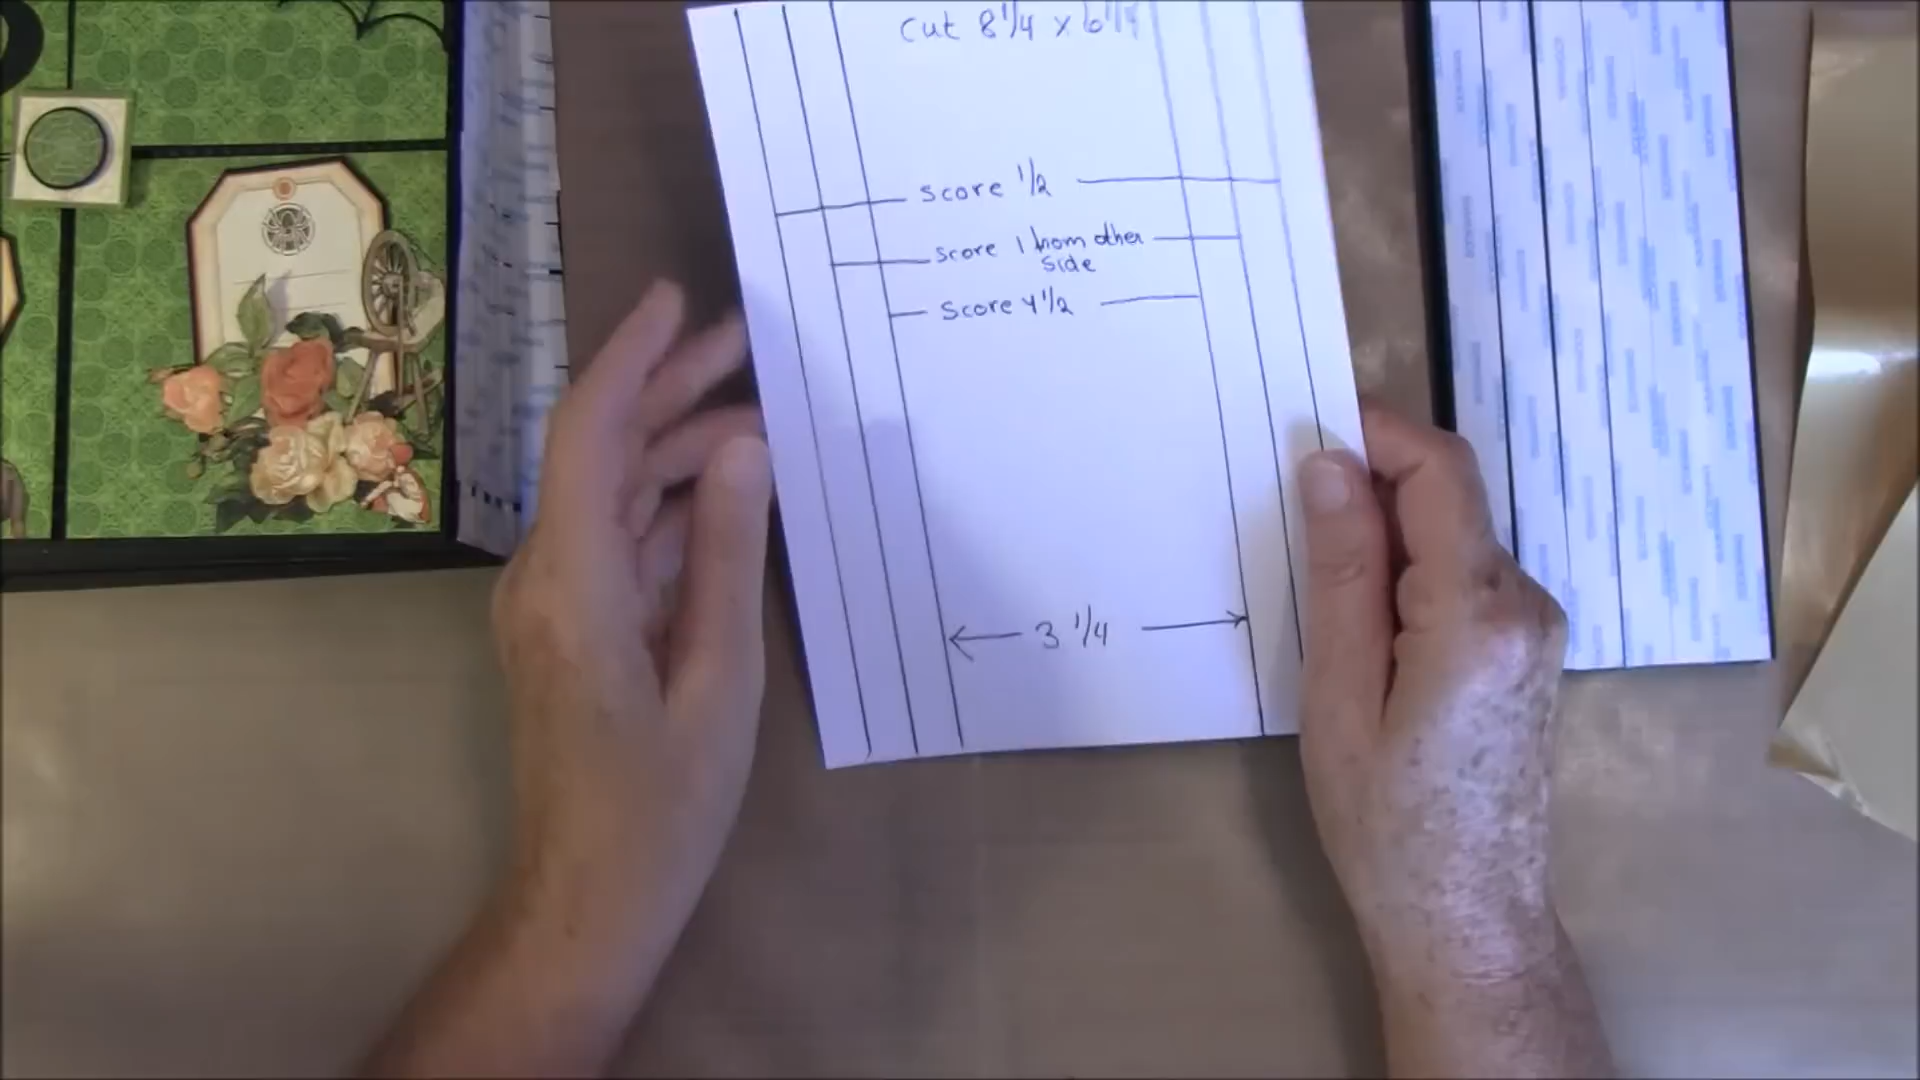 Cut 8 1/4 x 6 1/4
Score 1/2
Score 1 from other
side
Score 4 1/2
3 1/4